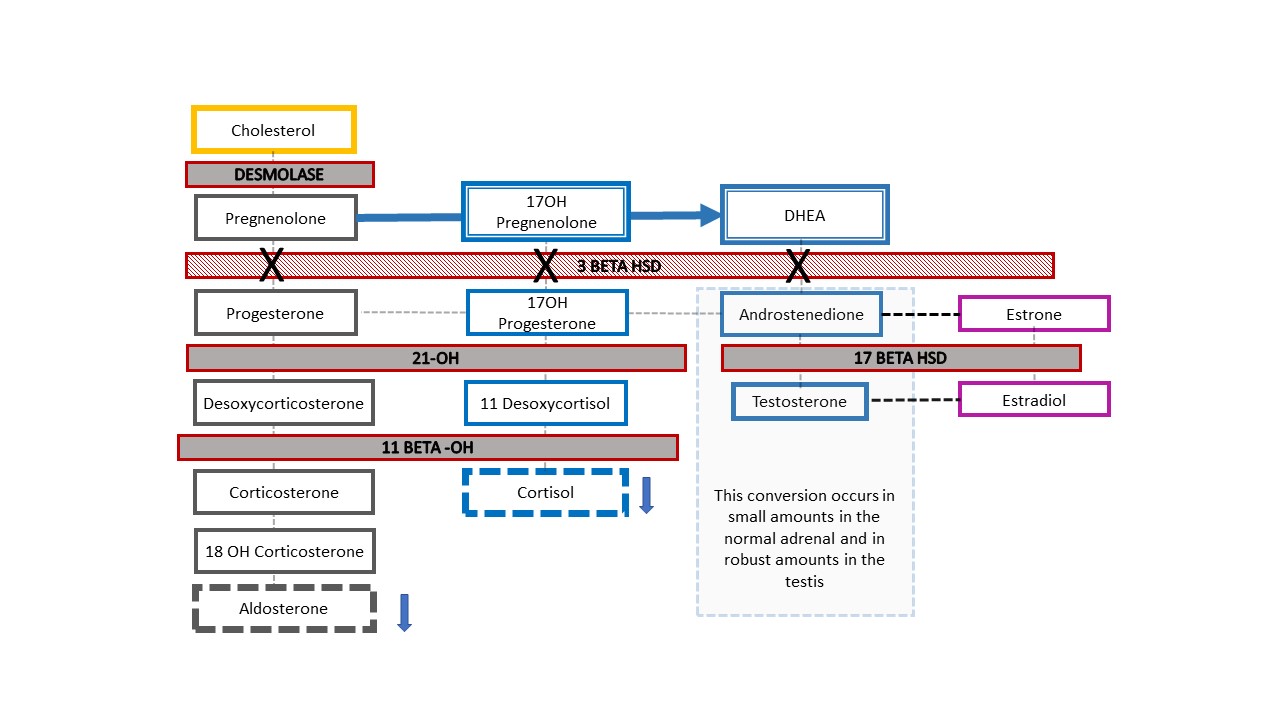 Cholesterol
DESMOLASE
Pregnenolone
17OH
Pregnenolone
DHEA
X
X
X
3 BETA HSD
Progesterone
17OH
Progesterone
Androstenedione
Estrone
21-OH
17 BETA HSD
Desoxycorticosterone
11 Desoxycortisol
Testosterone
Estradiol
11 BETA -OH
Corticosterone
Cortisol
This conversion occurs in
small amounts in the
normal adrenal and in
robust amounts in the
testis
18 OH Corticosterone
Aldosterone